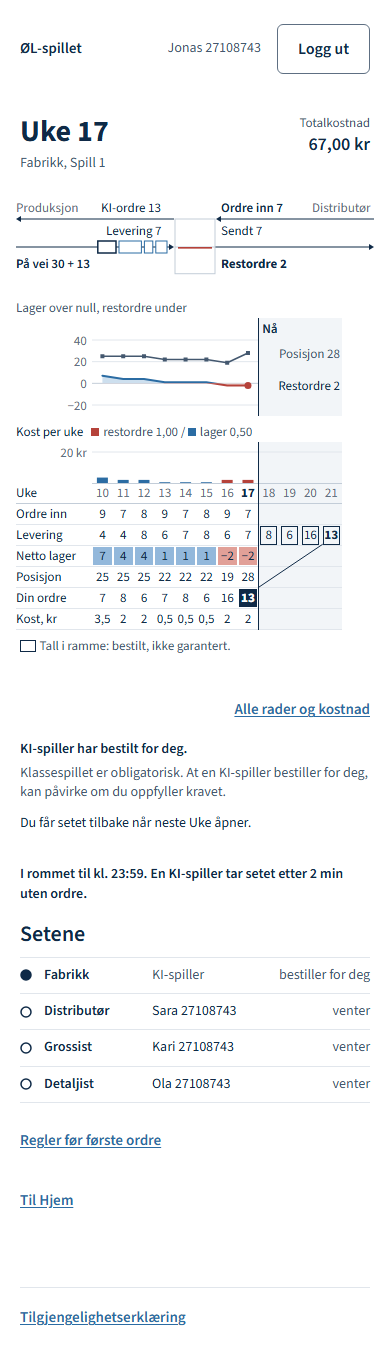 ØL-spillet
Jonas 27108743
Logg ut
Uke 17
Totalkostnad
67,00 kr
Fabrikk, Spill 1
Produksjon KI-ordre 13 Ordre inn 7 Distributør
Levering 7 Sendt 7
På vei 30 + 13 Restordre 2
Lager over null, restordre under
Nå
40
20
0
−20
Posisjon 28
Restordre 2
Kost per uke restordre 1,00 / lager 0,50
20 kr
Uke 10 11 12 13 14 15 16 17 18 19 20 21
Ordre inn 9 7 8 9 7 8 9 7
Levering 4 4 8 6 7 8 6 7 8 6 16 13
Netto lager 7 4 4 1 1 1 −2 −2
Posisjon 25 25 25 22 22 22 19 28
Din ordre 7 8 8 6 7 8 6 16 13
Kost, kr 3,5 2 2 0,5 0,5 0,5 2 2
Tall i ramme: bestilt, ikke garantert.
Alle rader og kostnad
KI-spiller har bestilt for deg.
Klassespillet er obligatorisk. At en KI-spiller bestiller for deg,
kan påvirke om du oppfyller kravet.
Du får setet tilbake når neste Uke åpner.
I rommet til kl. 23:59. En KI-spiller tar setet etter 2 min
uten ordre.
Setene
Fabrikk KI-spiller bestiller for deg
Distributør Sara 27108743 venter
Grossist Kari 27108743 venter
Detaljist Ola 27108743 venter
Regler før første ordre
Til Hjem
Tilgjengelighetserklæring